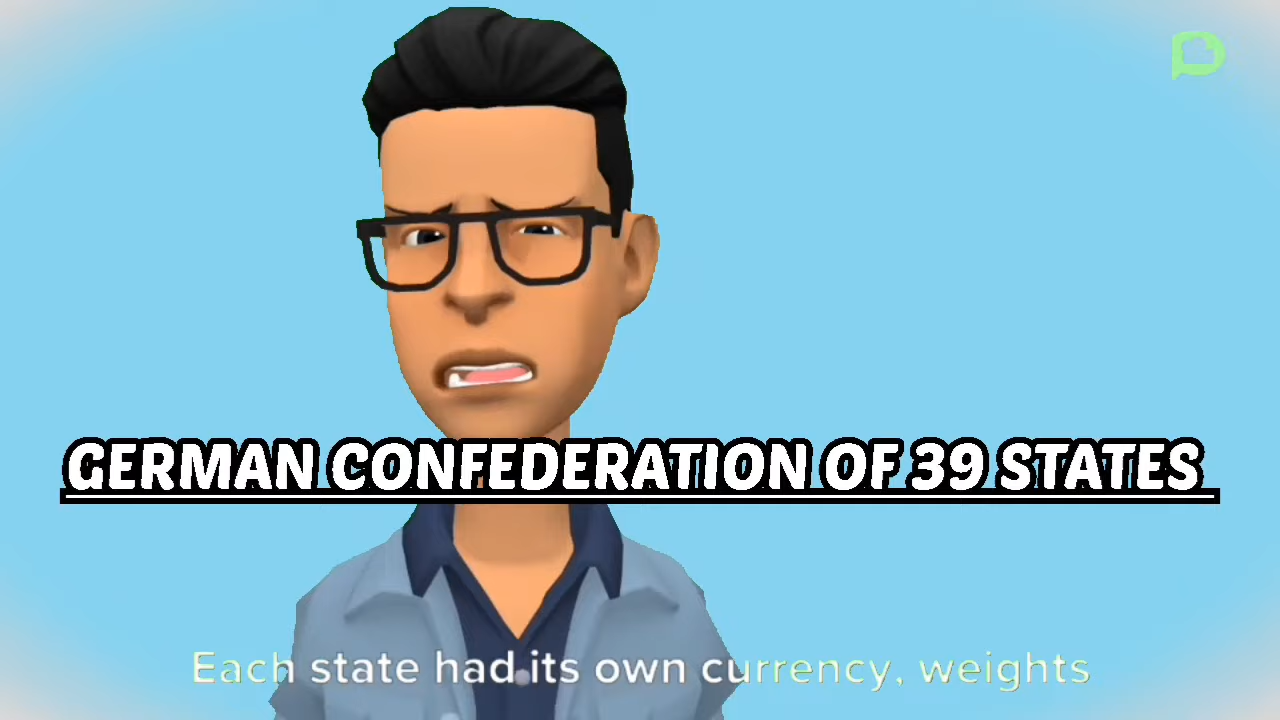 GERMAN CONFEDERATION OF 39 STATES
Each state had its own currency, weights